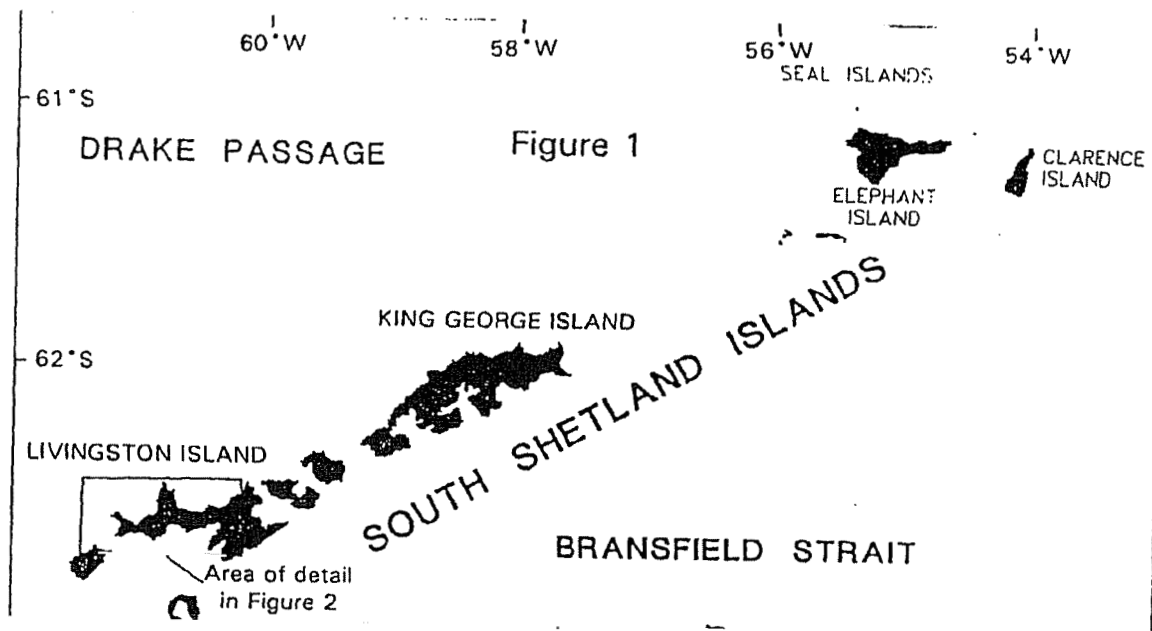 60°W
58°W
56°W
54°W
SEAL ISLANDS
61°S
DRAKE PASSAGE
Figure 1
CLARENCE
ISLAND
ELEPHANT
ISLAND
SOUTH SHETLAND ISLANDS
KING GEORGE ISLAND
62°S
LIVINGSTON ISLAND
BRANSFIELD STRAIT
Area of detail
in Figure 2